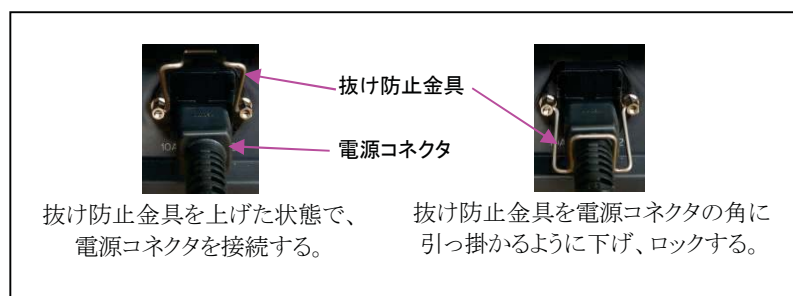 抜け防止金具
電源コネクタ
10A
抜け防止金具を上げた状態で、
電源コネクタを接続する。
抜け防止金具を電源コネクタの角に
引っ掛かるように下げ、ロックする。